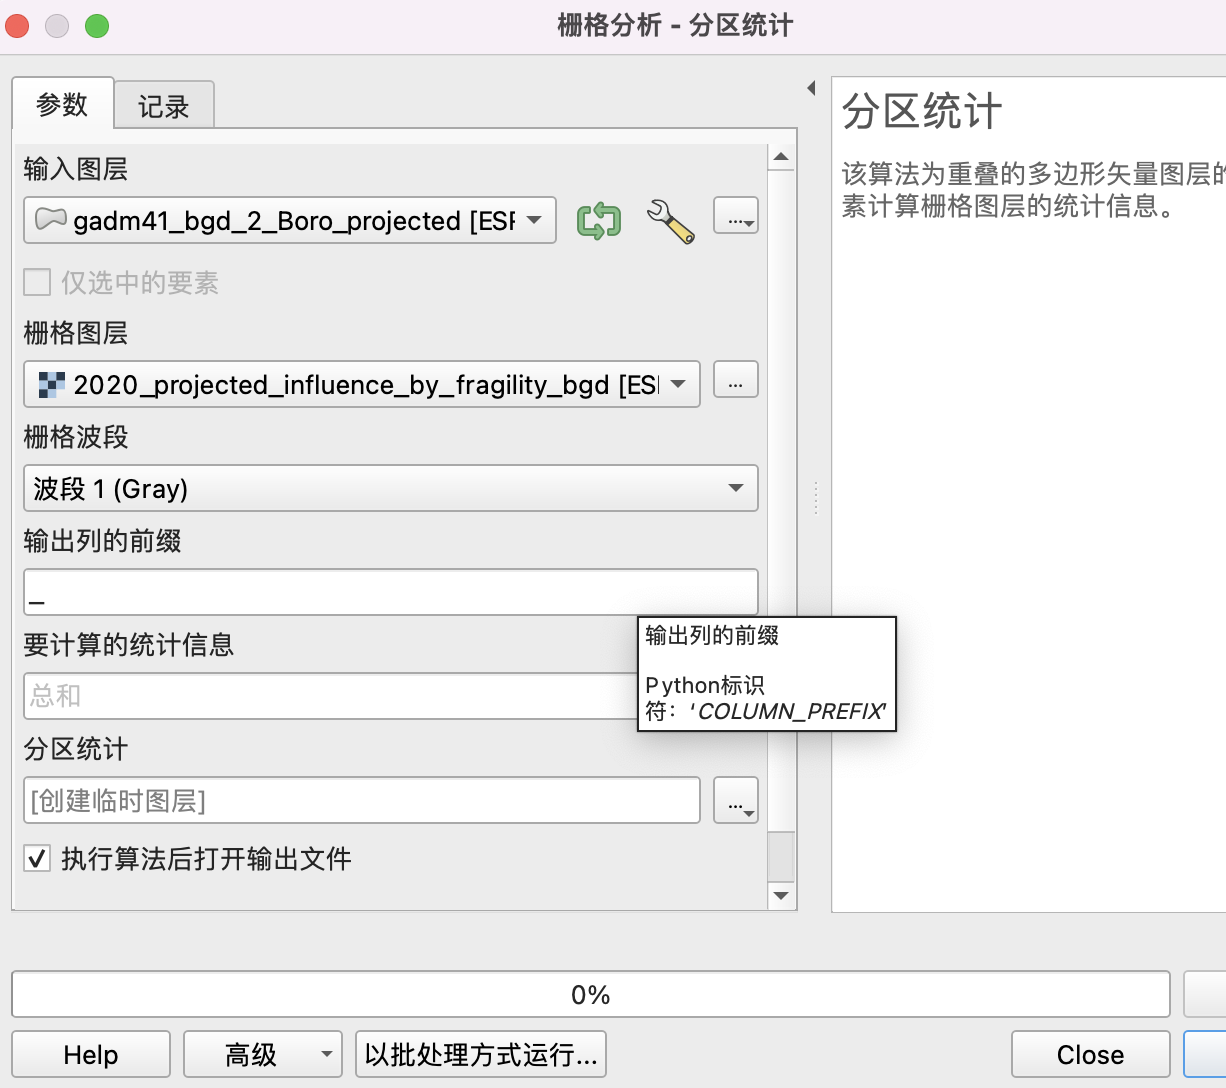 栅格分析 - 分区统计
参数
记录
输入图层
gadm41_bgd_2_Boro_projected [ESF
...
仅选中的要素
栅格图层
2020_projected_influence_by_fragility_bgd [ESI
...
栅格波段
波段 1 (Gray)
输出列的前缀
_
要计算的统计信息
总和
分区统计
[创建临时图层]
...
执行算法后打开输出文件
输出列的前缀
Python标识
符：'COLUMN_PREFIX'
分区统计
该算法为重叠的多边形矢量图层的
素计算栅格图层的统计信息。
0%
Help
高级
以批处理方式运行...
Close